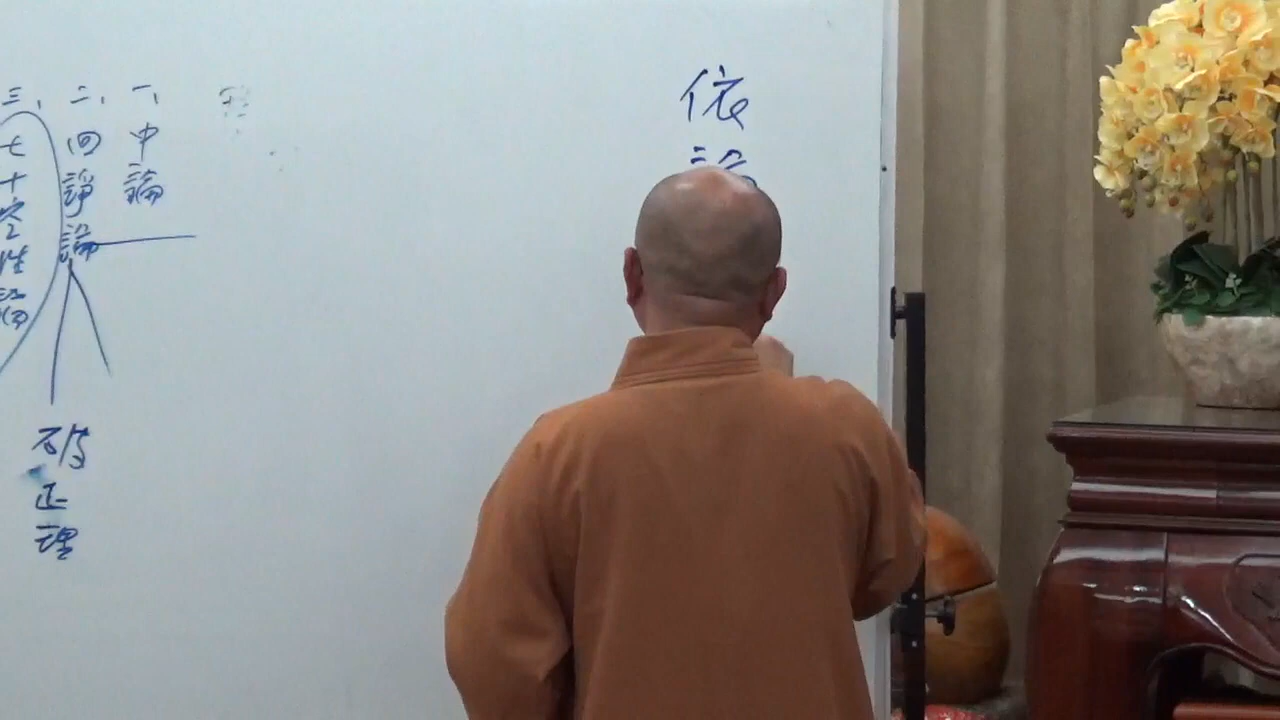 依
一、中論
二、回諍論
三、七十空性論
破正理